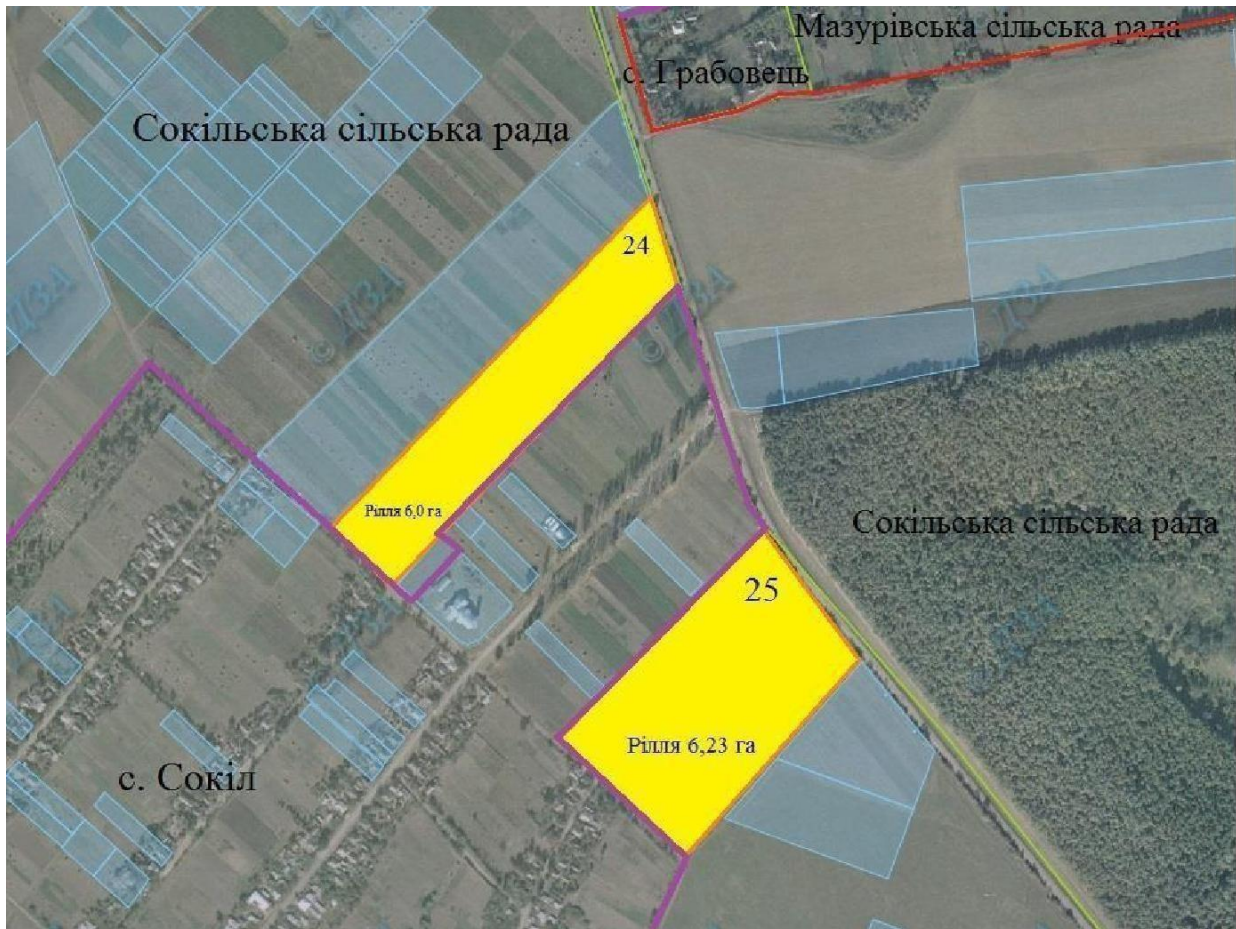 Мазурівська сільська рада
с. Грабовець
Сокільська сільська рада
24
© ДЗА
Рілля 6,0 га
Сокільська сільська рада
25
Рілля 6,23 га
с. Сокіл